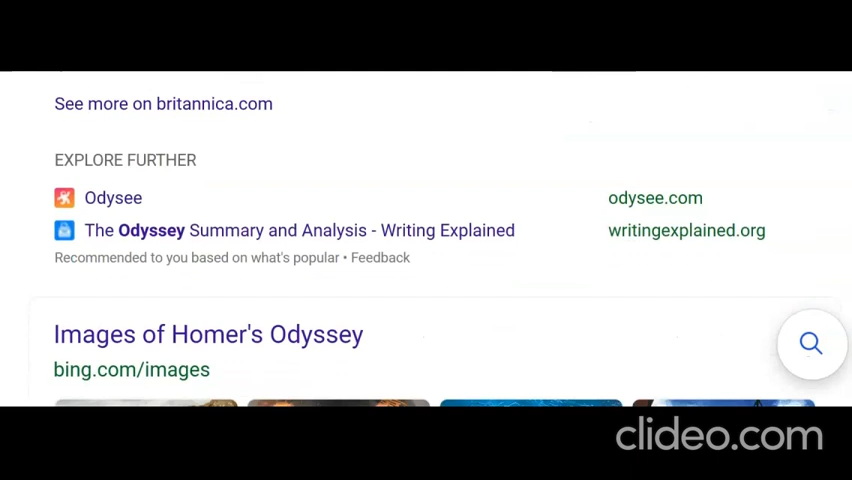 See more on britannica.com
EXPLORE FURTHER
Odysee odysee.com
The Odyssey Summary and Analysis - Writing Explained writingexplained.org
Recommended to you based on what's popular • Feedback
Images of Homer's Odyssey
bing.com/images
clideo.com